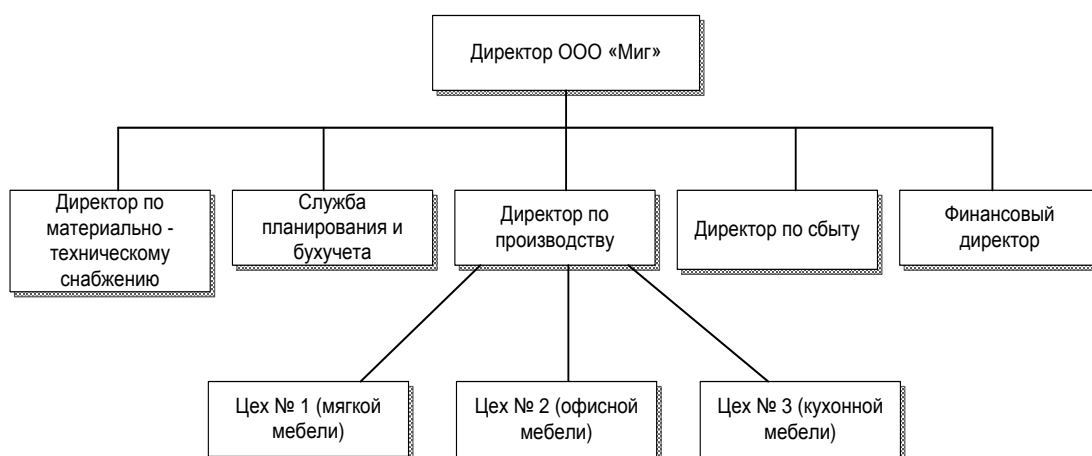 Директор ООО «Миг»
Директор по
материально -
техническому
снабжению
Служба
планирования и
бухучета
Директор по
производству
Директор по сбыту
Финансовый
директор
Цех № 1 (мягкой
мебели)
Цех № 2 (офисной
мебели)
Цех № 3 (кухонной
мебели)